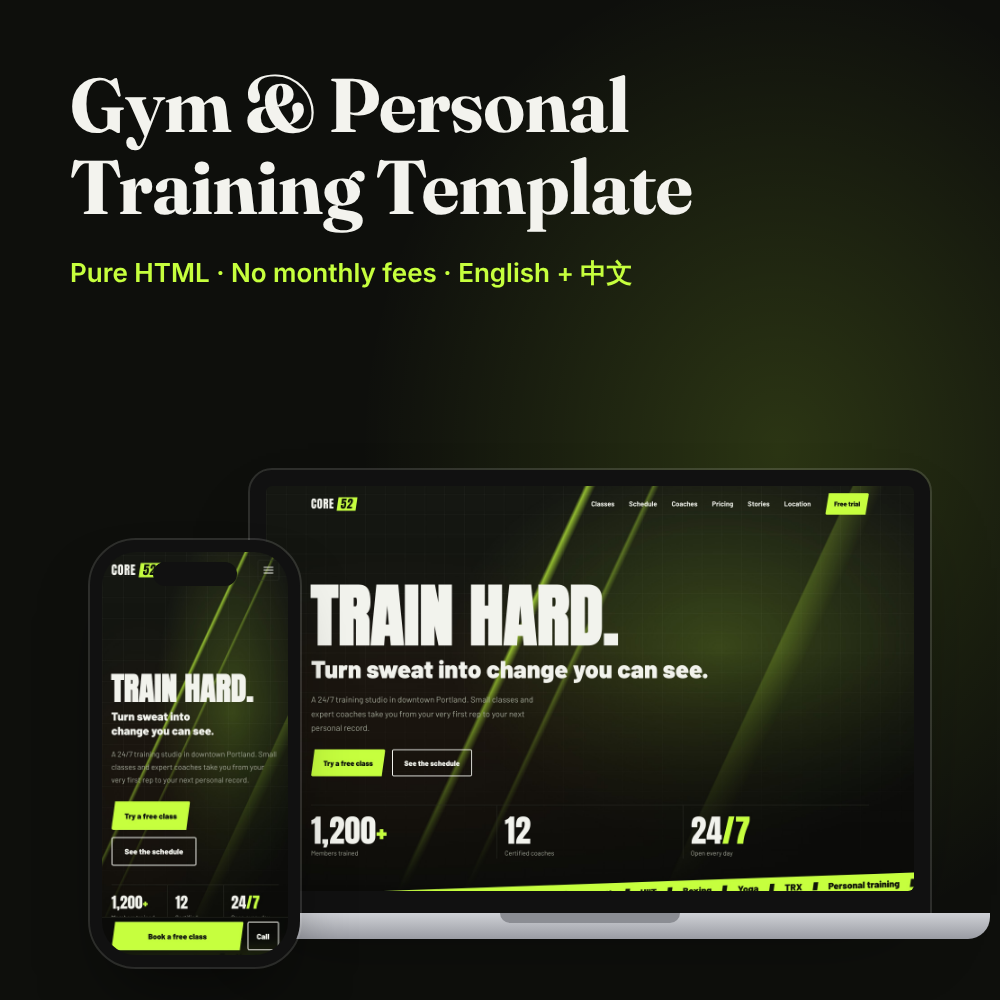 Gym & Personal
Training Template
Pure HTML · No monthly fees · English + 中文
CORE 52
Classes Schedule Coaches Pricing Stories Location Free trial
TRAIN HARD.
Turn sweat into change you can see.
A 24/7 training studio in downtown Portland. Small classes and
expert coaches take you from your very first rep to your next
personal record.
Try a free class See the schedule
1,200+ 12 24/7
Members trained Certified coaches Open every day
HIIT Boxing Yoga TRX Personal training
CORE 52
TRAIN HARD.
Turn sweat into
change you can see.
A 24/7 training studio in downtown Portland. Small
classes and expert coaches take you from your
very first rep to your next personal record.
Try a free class
See the schedule
1,200+ 12 24/7
Book a free class Call